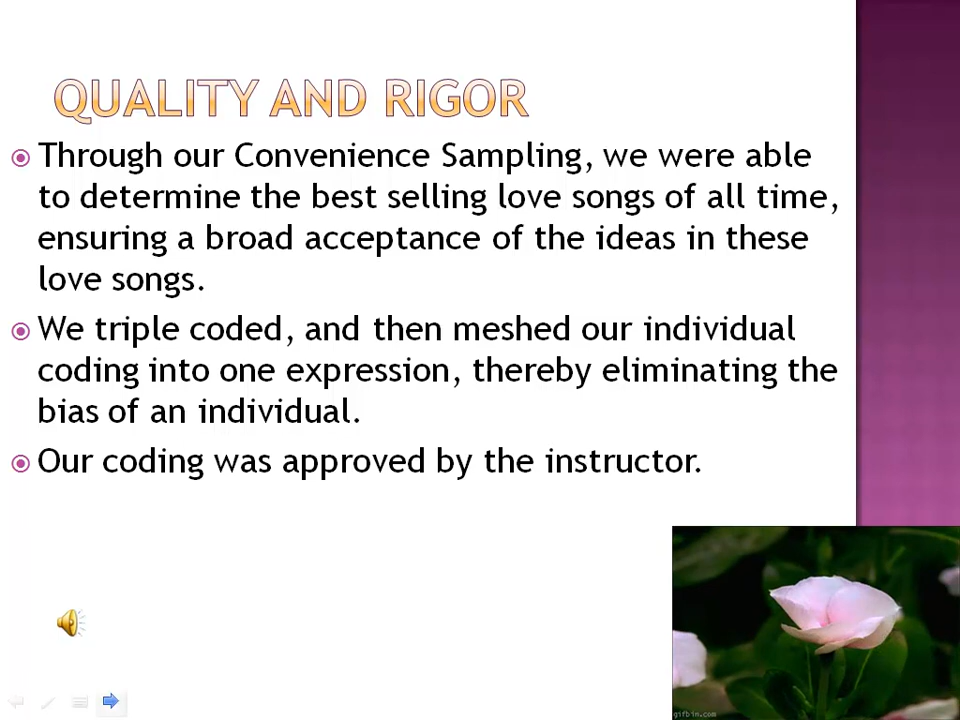 QUALITY AND RIGOR
Through our Convenience Sampling, we were able
to determine the best selling love songs of all time,
ensuring a broad acceptance of the ideas in these
love songs.
We triple coded, and then meshed our individual
coding into one expression, thereby eliminating the
bias of an individual.
Our coding was approved by the instructor.
gifbin.com